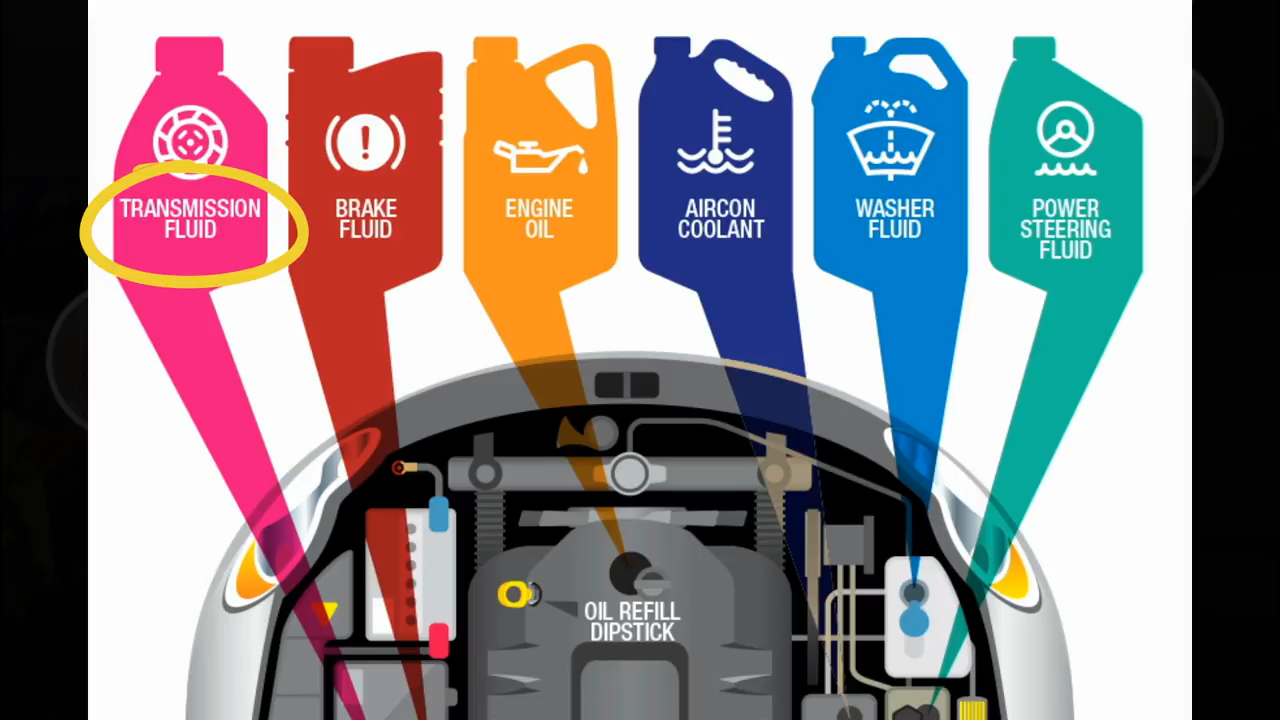 TRANSMISSION
FLUID
BRAKE
FLUID
ENGINE
OIL
AIRCON
COOLANT
WASHER
FLUID
POWER
STEERING
FLUID
OIL REFILL
DIPSTICK